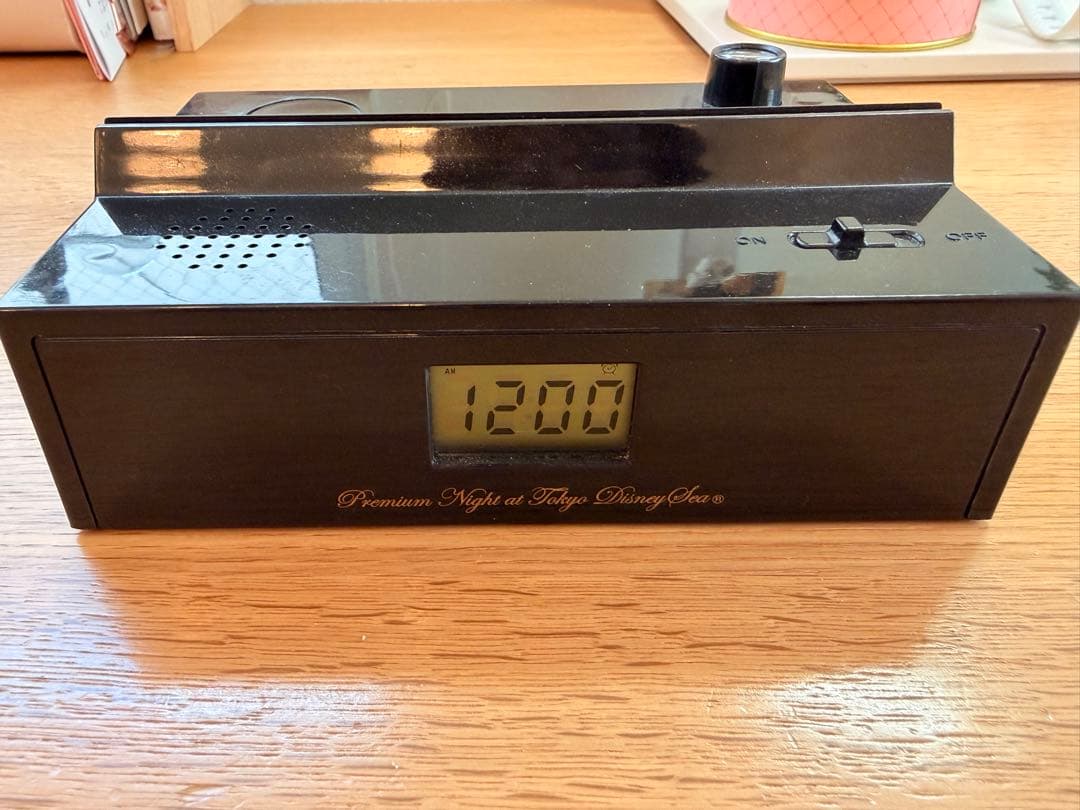 ON OFF
AM
1200
Premium Night at Tokyo DisneySea®